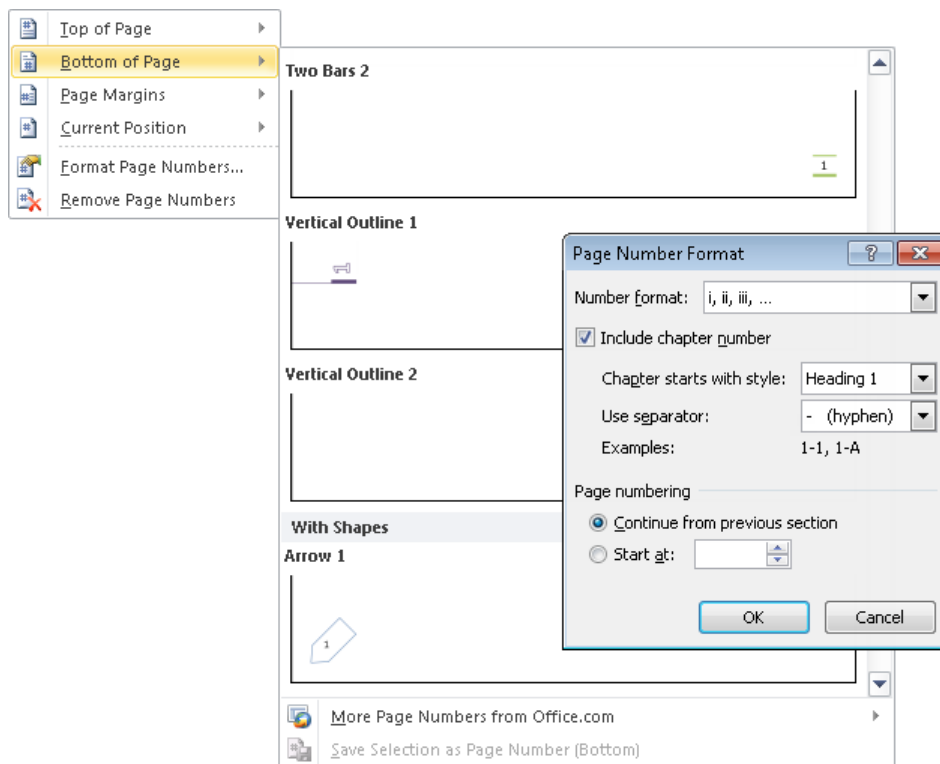 Top of Page
Bottom of Page
Page Margins
Current Position
Format Page Numbers...
Remove Page Numbers
Two Bars 2
1
Vertical Outline 1
Vertical Outline 2
With Shapes
Arrow 1
1
More Page Numbers from Office.com
Save Selection as Page Number (Bottom)
Page Number Format
Number format: i, ii, iii, ...
Include chapter number
Chapter starts with style: Heading 1
Use separator: - (hyphen)
Examples: 1-1, 1-A
Page numbering
Continue from previous section
Start at:
OK Cancel